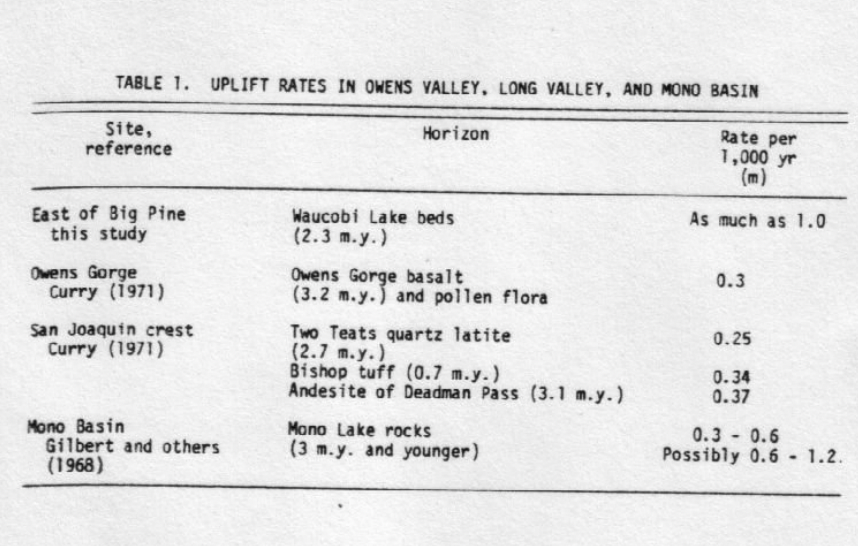 TABLE 1. UPLIFT RATES IN OWENS VALLEY, LONG VALLEY, AND MONO BASIN
Site, reference Horizon Rate per 1,000 yr (m)
East of Big Pine Waucobi Lake beds As much as 1.0
this study (2.3 m.y.)
Owens Gorge Owens Gorge basalt 0.3
Curry (1971) (3.2 m.y.) and pollen flora
San Joaquin crest Two Teats quartz latite 0.25
Curry (1971) (2.7 m.y.)
Bishop tuff (0.7 m.y.) 0.34
Andesite of Deadman Pass (3.1 m.y.) 0.37
Mono Basin Mono Lake rocks 0.3 - 0.6
Gilbert and others (3 m.y. and younger) Possibly 0.6 - 1.2.
(1968)